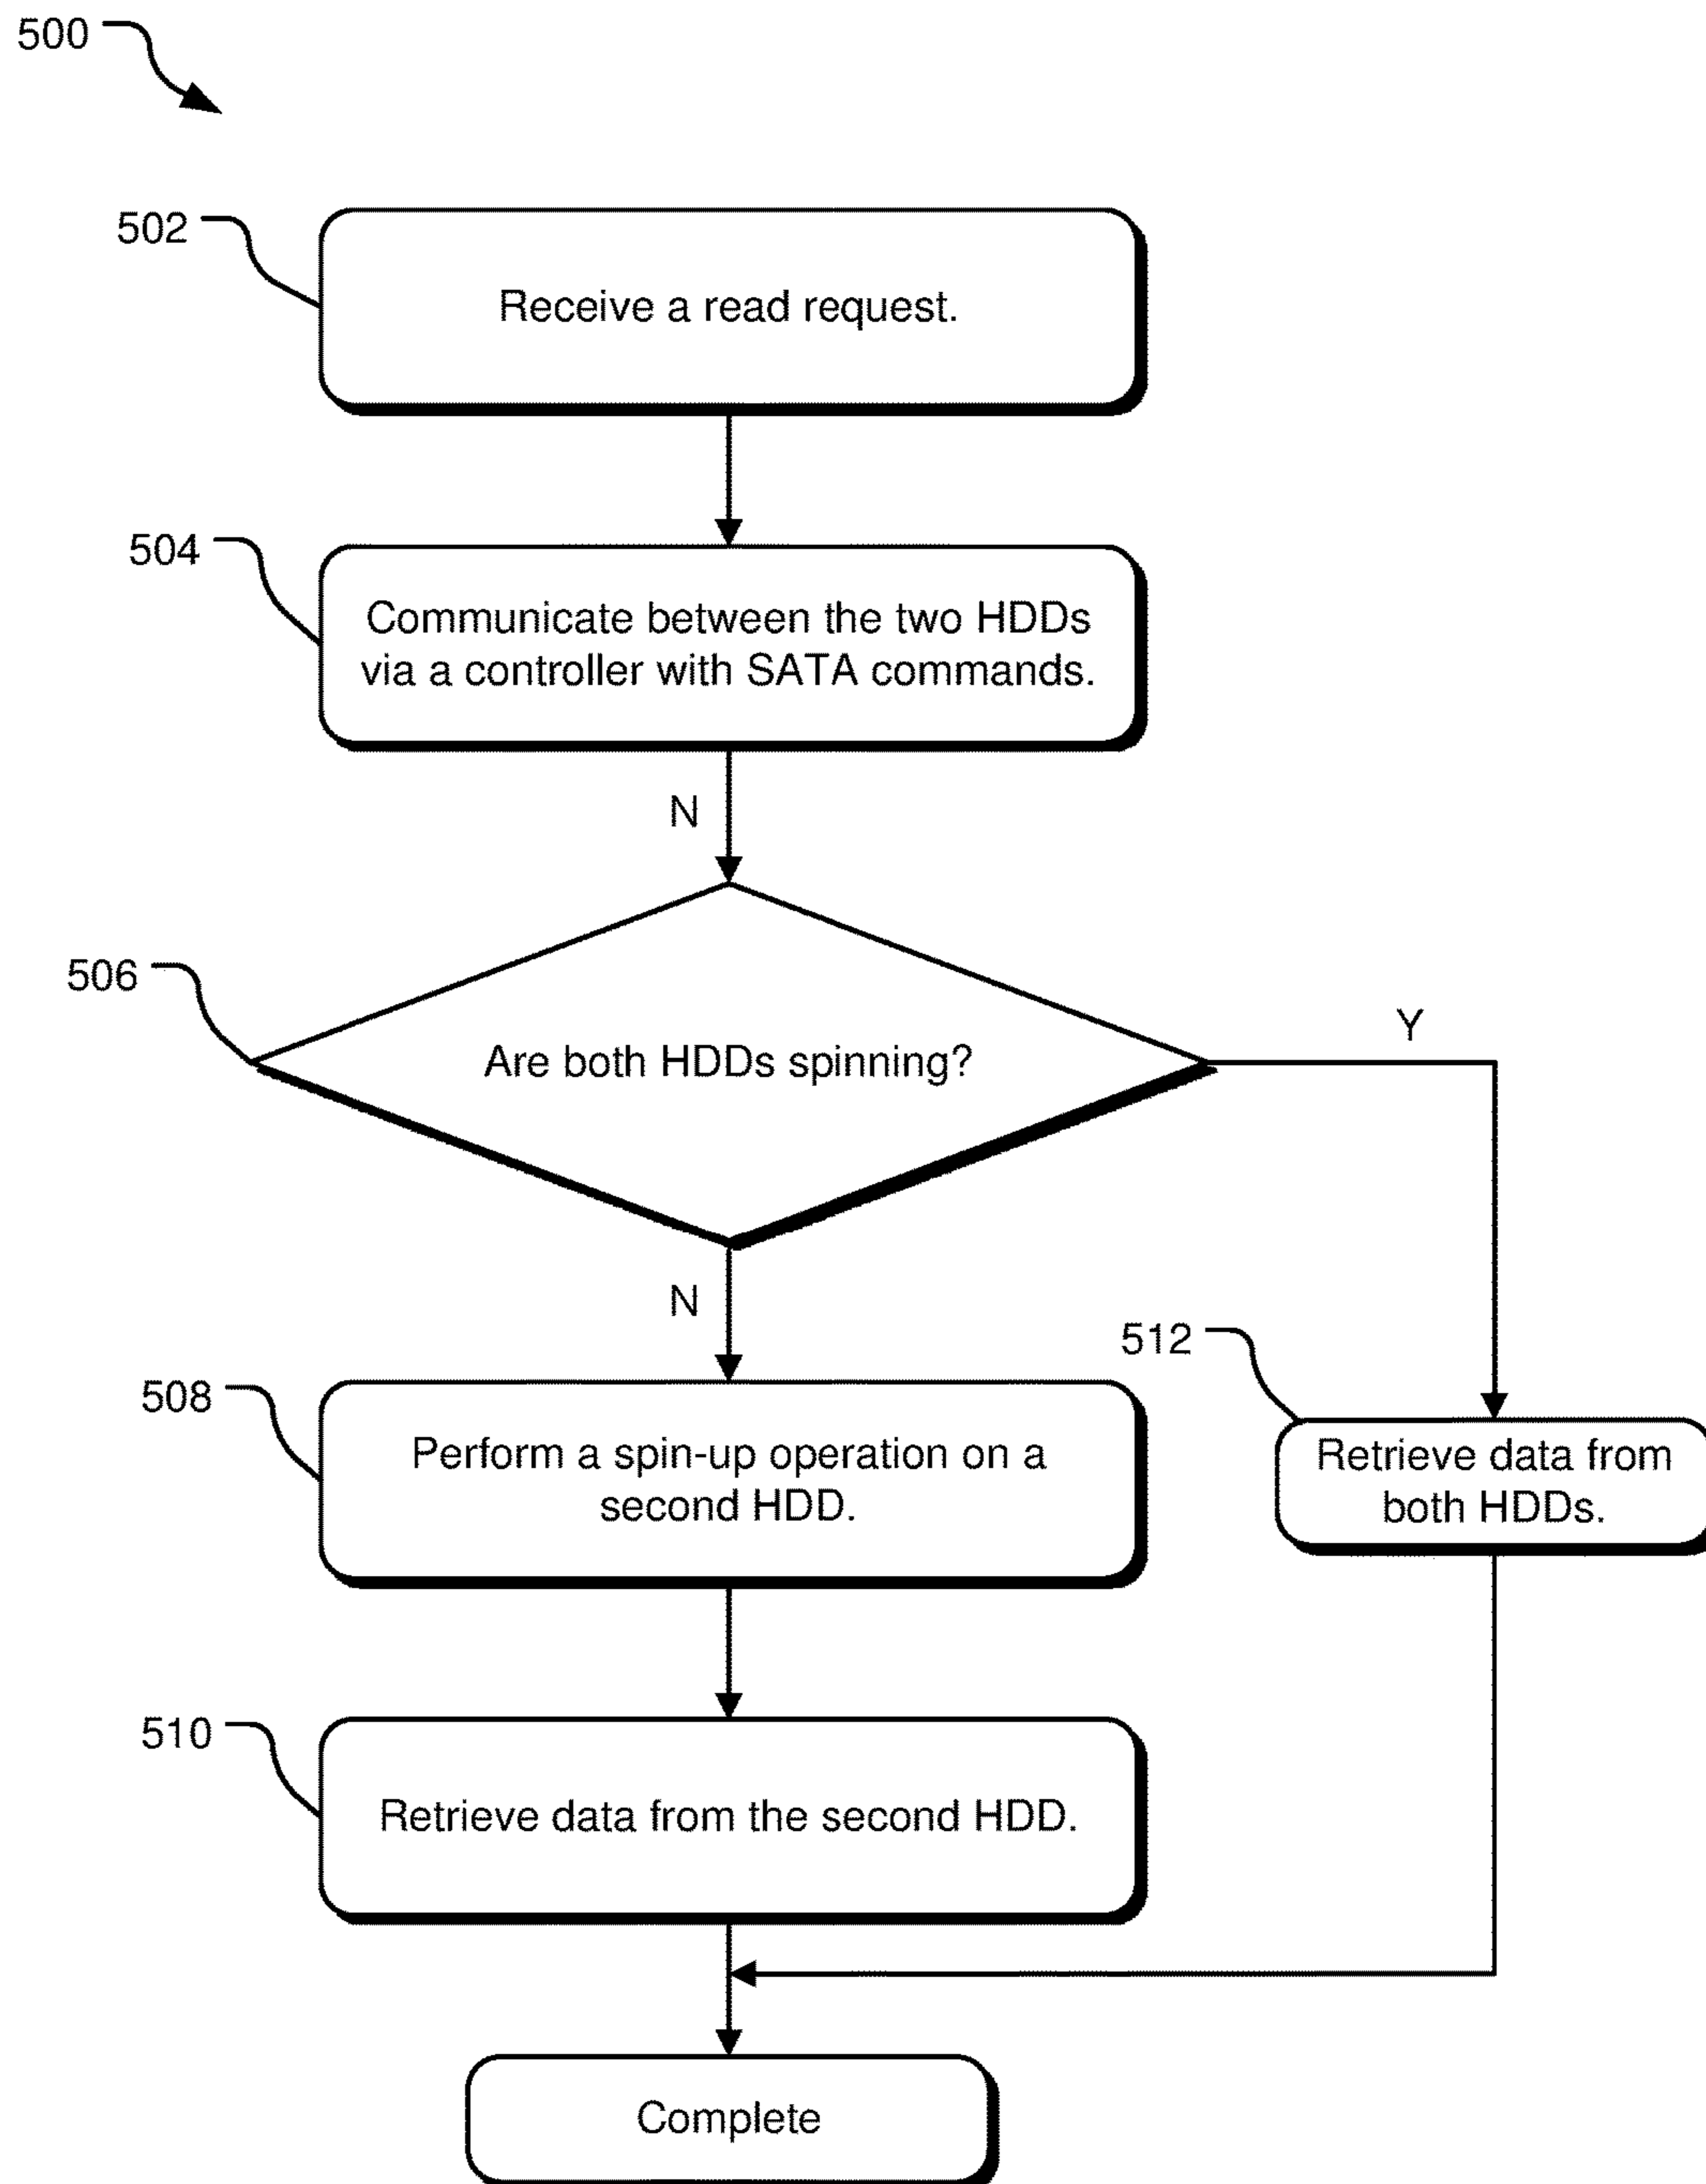 500
502
Receive a read request.
504
Communicate between the two HDDs
via a controller with SATA commands.
N
506
Are both HDDs spinning?
Y
N
508
Perform a spin-up operation on a
second HDD.
512
Retrieve data from
both HDDs.
510
Retrieve data from the second HDD.
Complete